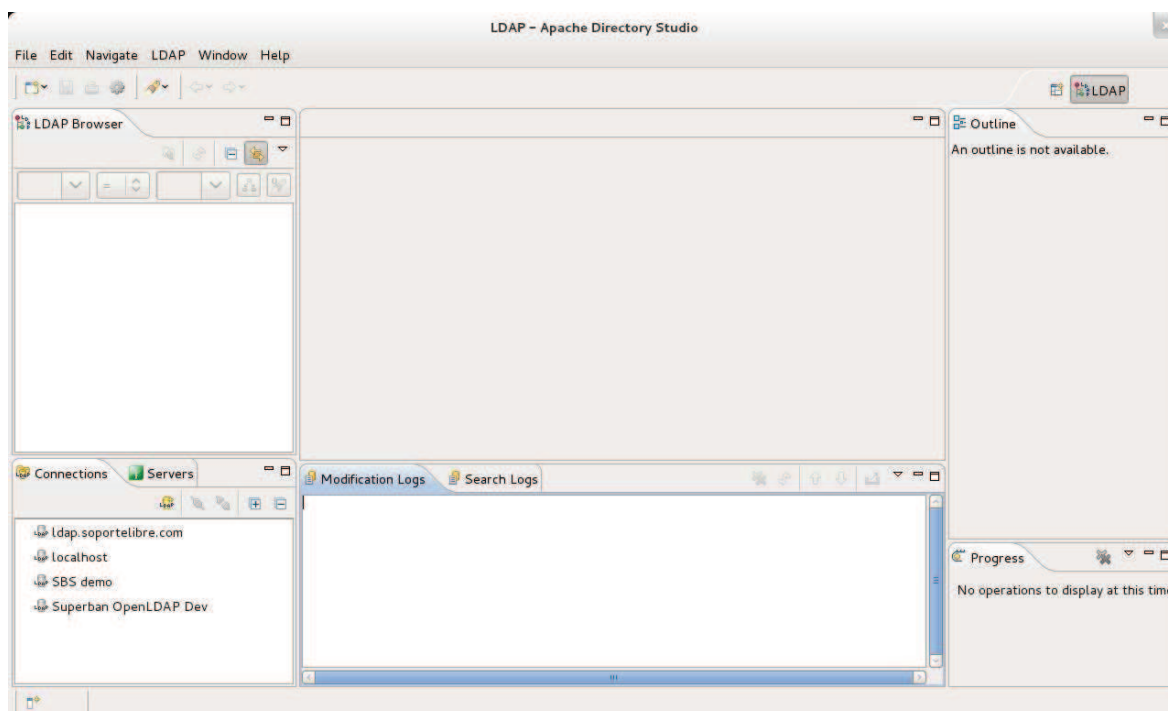 LDAP - Apache Directory Studio
File Edit Navigate LDAP Window Help
LDAP
LDAP Browser
Outline
An outline is not available.
=
Connections
Servers
Modification Logs
Search Logs
ldap.soportelibre.com
localhost
SBS demo
Superban OpenLDAP Dev
Progress
No operations to display at this time